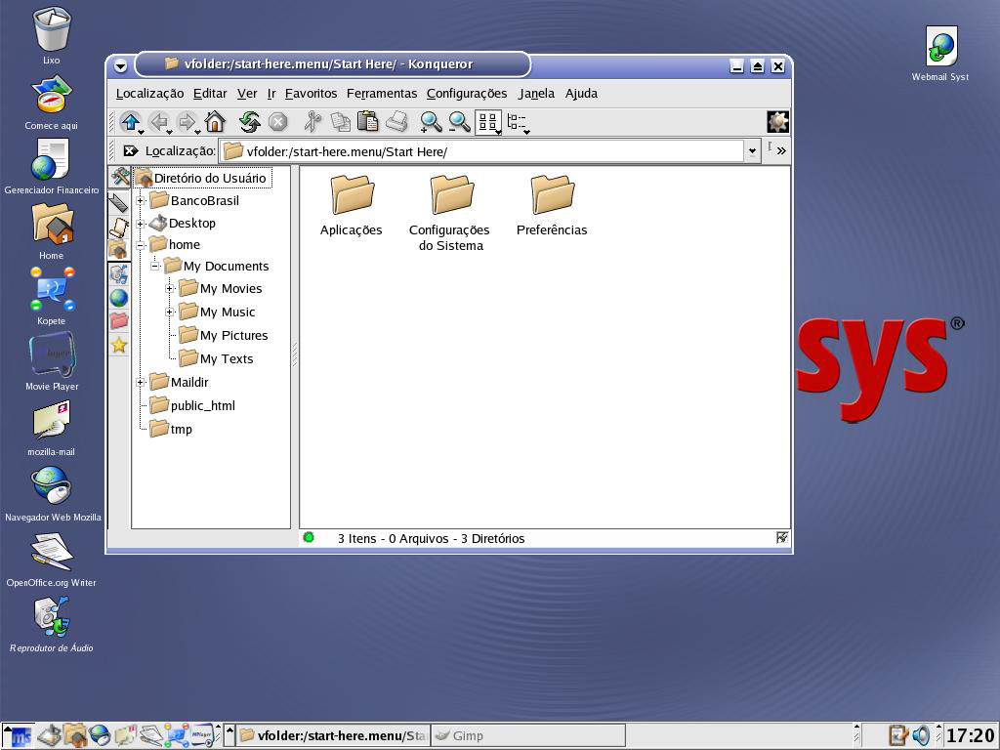 Lixo
Comece aqui
Gerenciador Financeiro
Home
Kopete
Movie Player
mozilla-mail
Navegador Web Mozilla
OpenOffice.org Writer
Reprodutor de Áudio
Webmail Syst
vfolder:/start-here.menu/Start Here/ - Konqueror
Localização Editar Ver Ir Favoritos Ferramentas Configurações Janela Ajuda
Localização: vfolder:/start-here.menu/Start Here/
Diretório do Usuário
BancoBrasil
Desktop
home
My Documents
My Movies
My Music
My Pictures
My Texts
Maildir
public_html
tmp
Aplicações
Configurações
do Sistema
Preferências
3 Itens - 0 Arquivos - 3 Diretórios
sys®
ms
vfolder:/start-here.menu/Sta
Gimp
17:20